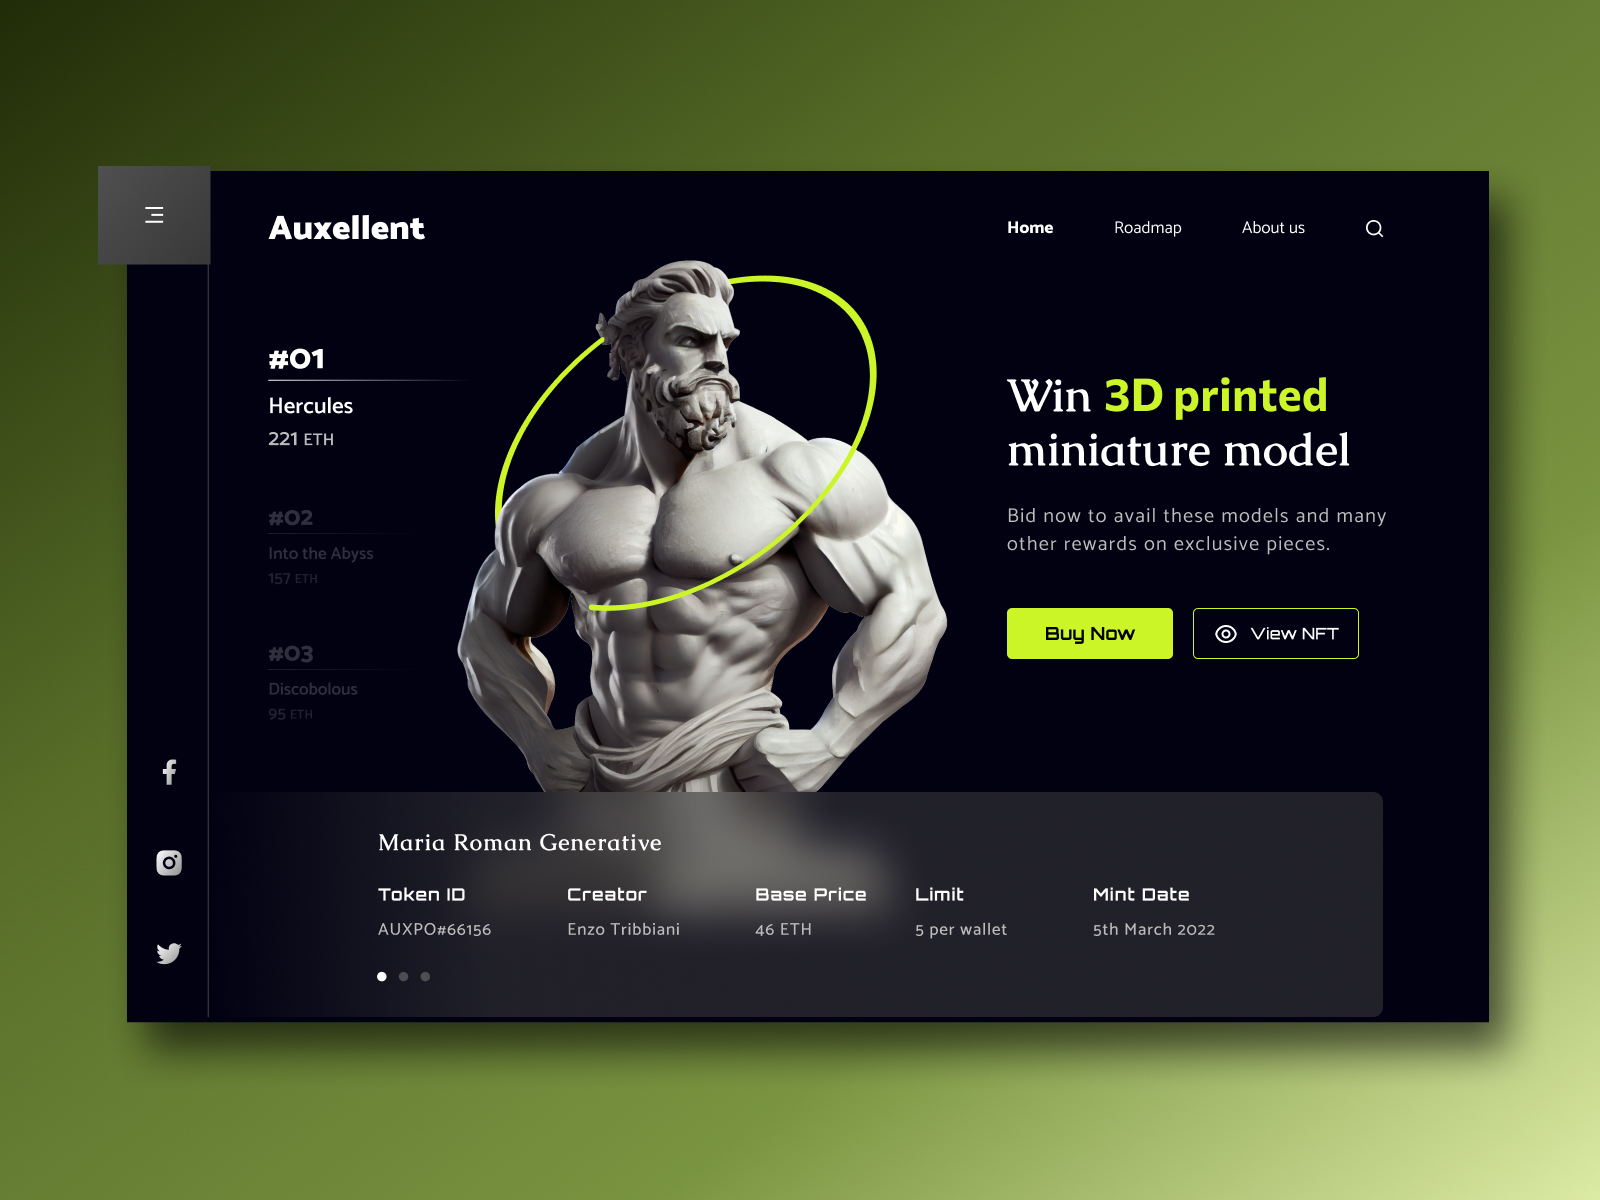 Auxellent
Home
Roadmap
About us
#01
Hercules
221 ETH
#02
Into the Abyss
157 ETH
#03
Discobolous
95 ETH
Win 3D printed
miniature model
Bid now to avail these models and many
other rewards on exclusive pieces.
Buy Now
View NFT
Maria Roman Generative
Token ID
AUXPO#66156
Creator
Enzo Tribbiani
Base Price
46 ETH
Limit
5 per wallet
Mint Date
5th March 2022